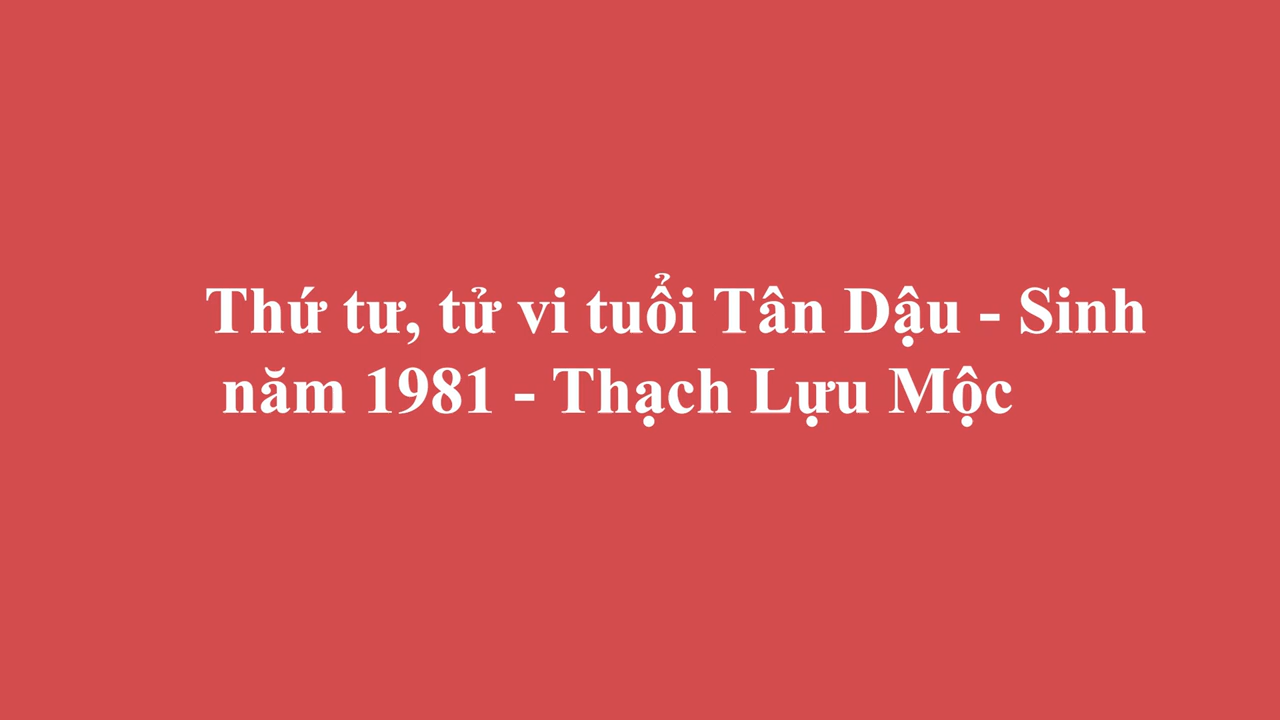 Thứ tư, tử vi tuổi Tân Dậu - Sinh
năm 1981 - Thạch Lựu Mộc